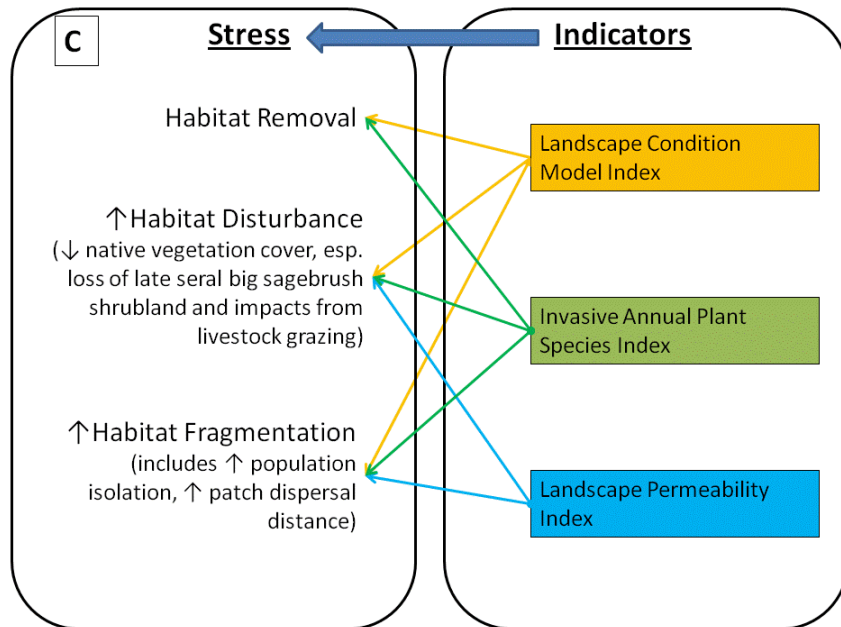 C
Stress
Indicators
Habitat Removal
↑Habitat Disturbance
(↓ native vegetation cover, esp.
loss of late seral big sagebrush
shrubland and impacts from
livestock grazing)
↑Habitat Fragmentation
(includes ↑ population
isolation, ↑ patch dispersal
distance)
Landscape Condition
Model Index
Invasive Annual Plant
Species Index
Landscape Permeability
Index